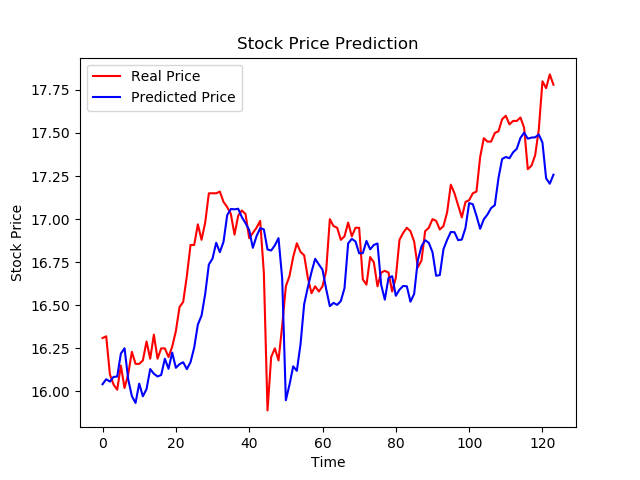 Stock Price Prediction
Real Price
Predicted Price
Stock Price
17.75
17.50
17.25
17.00
16.75
16.50
16.25
16.00
0 20 40 60 80 100 120
Time